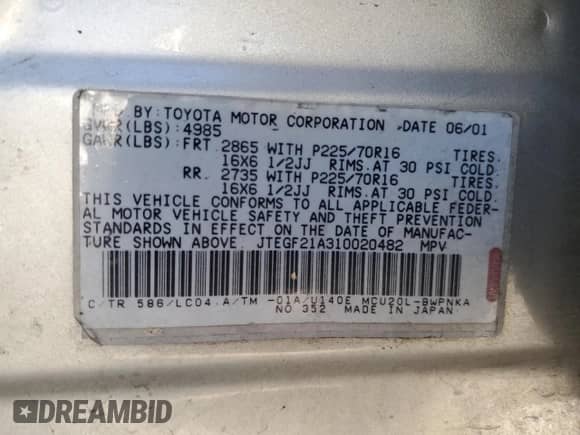 MFD. BY: TOYOTA MOTOR CORPORATION DATE 06/01
GVWR(LBS): 4985
GAWR(LBS): FRT 2865 WITH P225/70R16 TIRES.
16X6 1/2JJ RIMS.AT 30 PSI COLD.
RR. 2735 WITH P225/70R16 TIRES.
16X6 1/2JJ RIMS.AT 30 PSI COLD.
THIS VEHICLE CONFORMS TO ALL APPLICABLE FEDER-
AL MOTOR VEHICLE SAFETY AND THEFT PREVENTION
STANDARDS IN EFFECT ON THE DATE OF MANUFAC-
TURE SHOWN ABOVE. JTEGF21A310020482 MPV
C/TR 586/LC04 A/TM -01A/U140E MCU20L-BWPNKA
NO 352 MADE IN JAPAN
DREAMBID